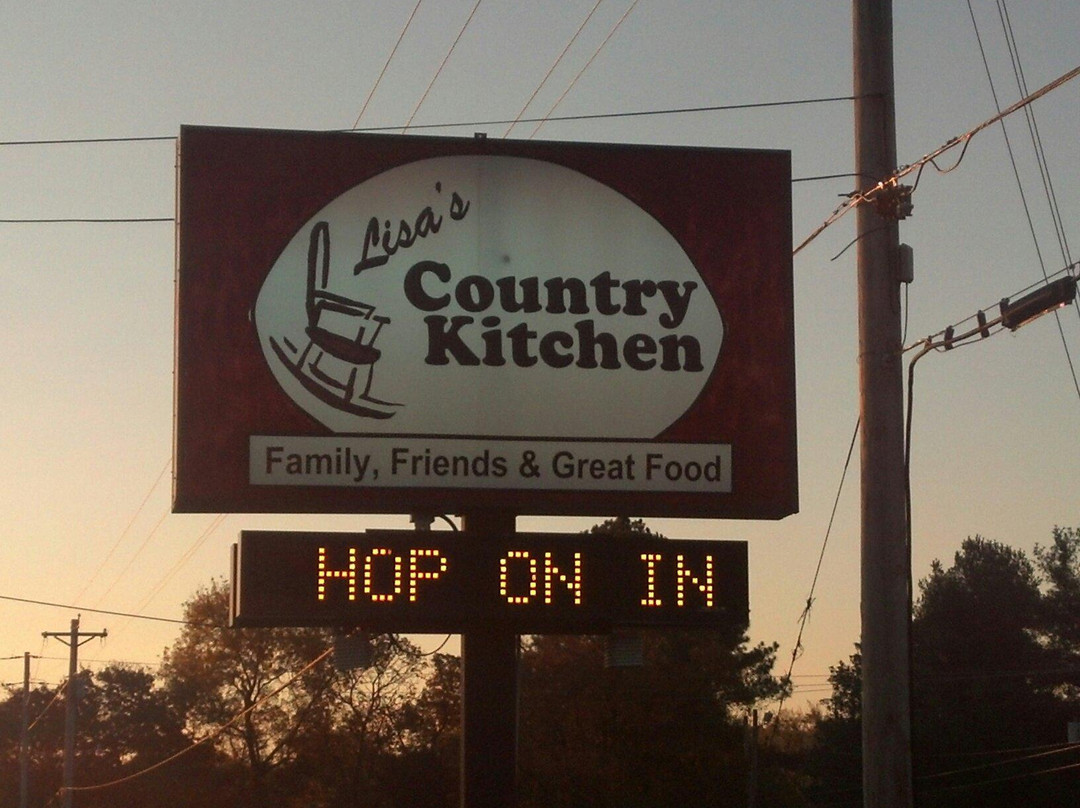 Lisa's
Country
Kitchen
Family, Friends & Great Food
HOP ON IN